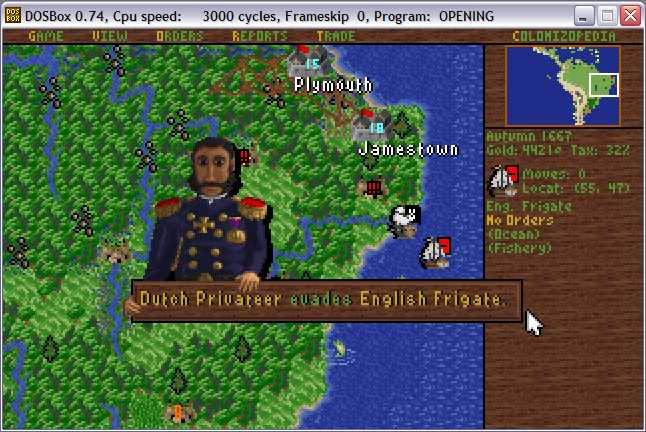 DOSBox 0.74, Cpu speed: 3000 cycles, Frameskip 0, Program: OPENING
GAME VIEW ORDERS REPORTS TRADE COLONIZOPEDIA
15
Plymouth
18
Jamestown
Autumn 1667
Gold: 4421¢ Tax: 32%
Moves: 0
Locat: (55, 47)
Eng. Frigate
No Orders
(Ocean)
(Fishery)
Dutch Privateer evades English Frigate.